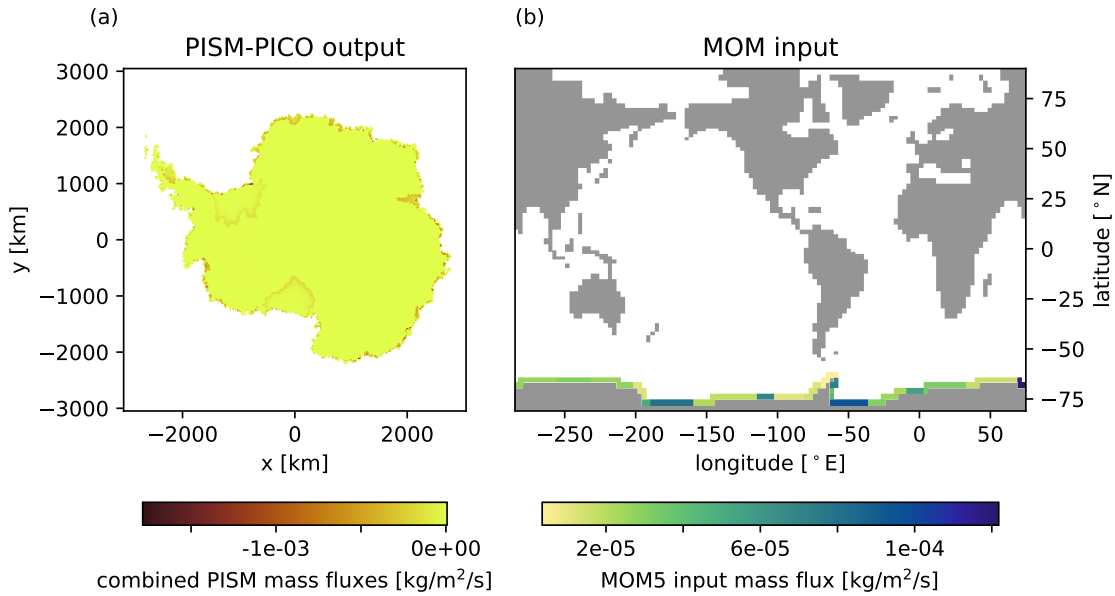 (a)
(b)
PISM-PICO output
MOM input
3000
2000
1000
0
−1000
−2000
−3000
y [km]
−2000
0
2000
x [km]
75
50
25
0
−25
−50
−75
latitude [°N]
−250
−200
−150
−100
−50
0
50
longitude [°E]
-1e-03
0e+00
combined PISM mass fluxes [kg/m²/s]
2e-05
6e-05
1e-04
MOM5 input mass flux [kg/m²/s]